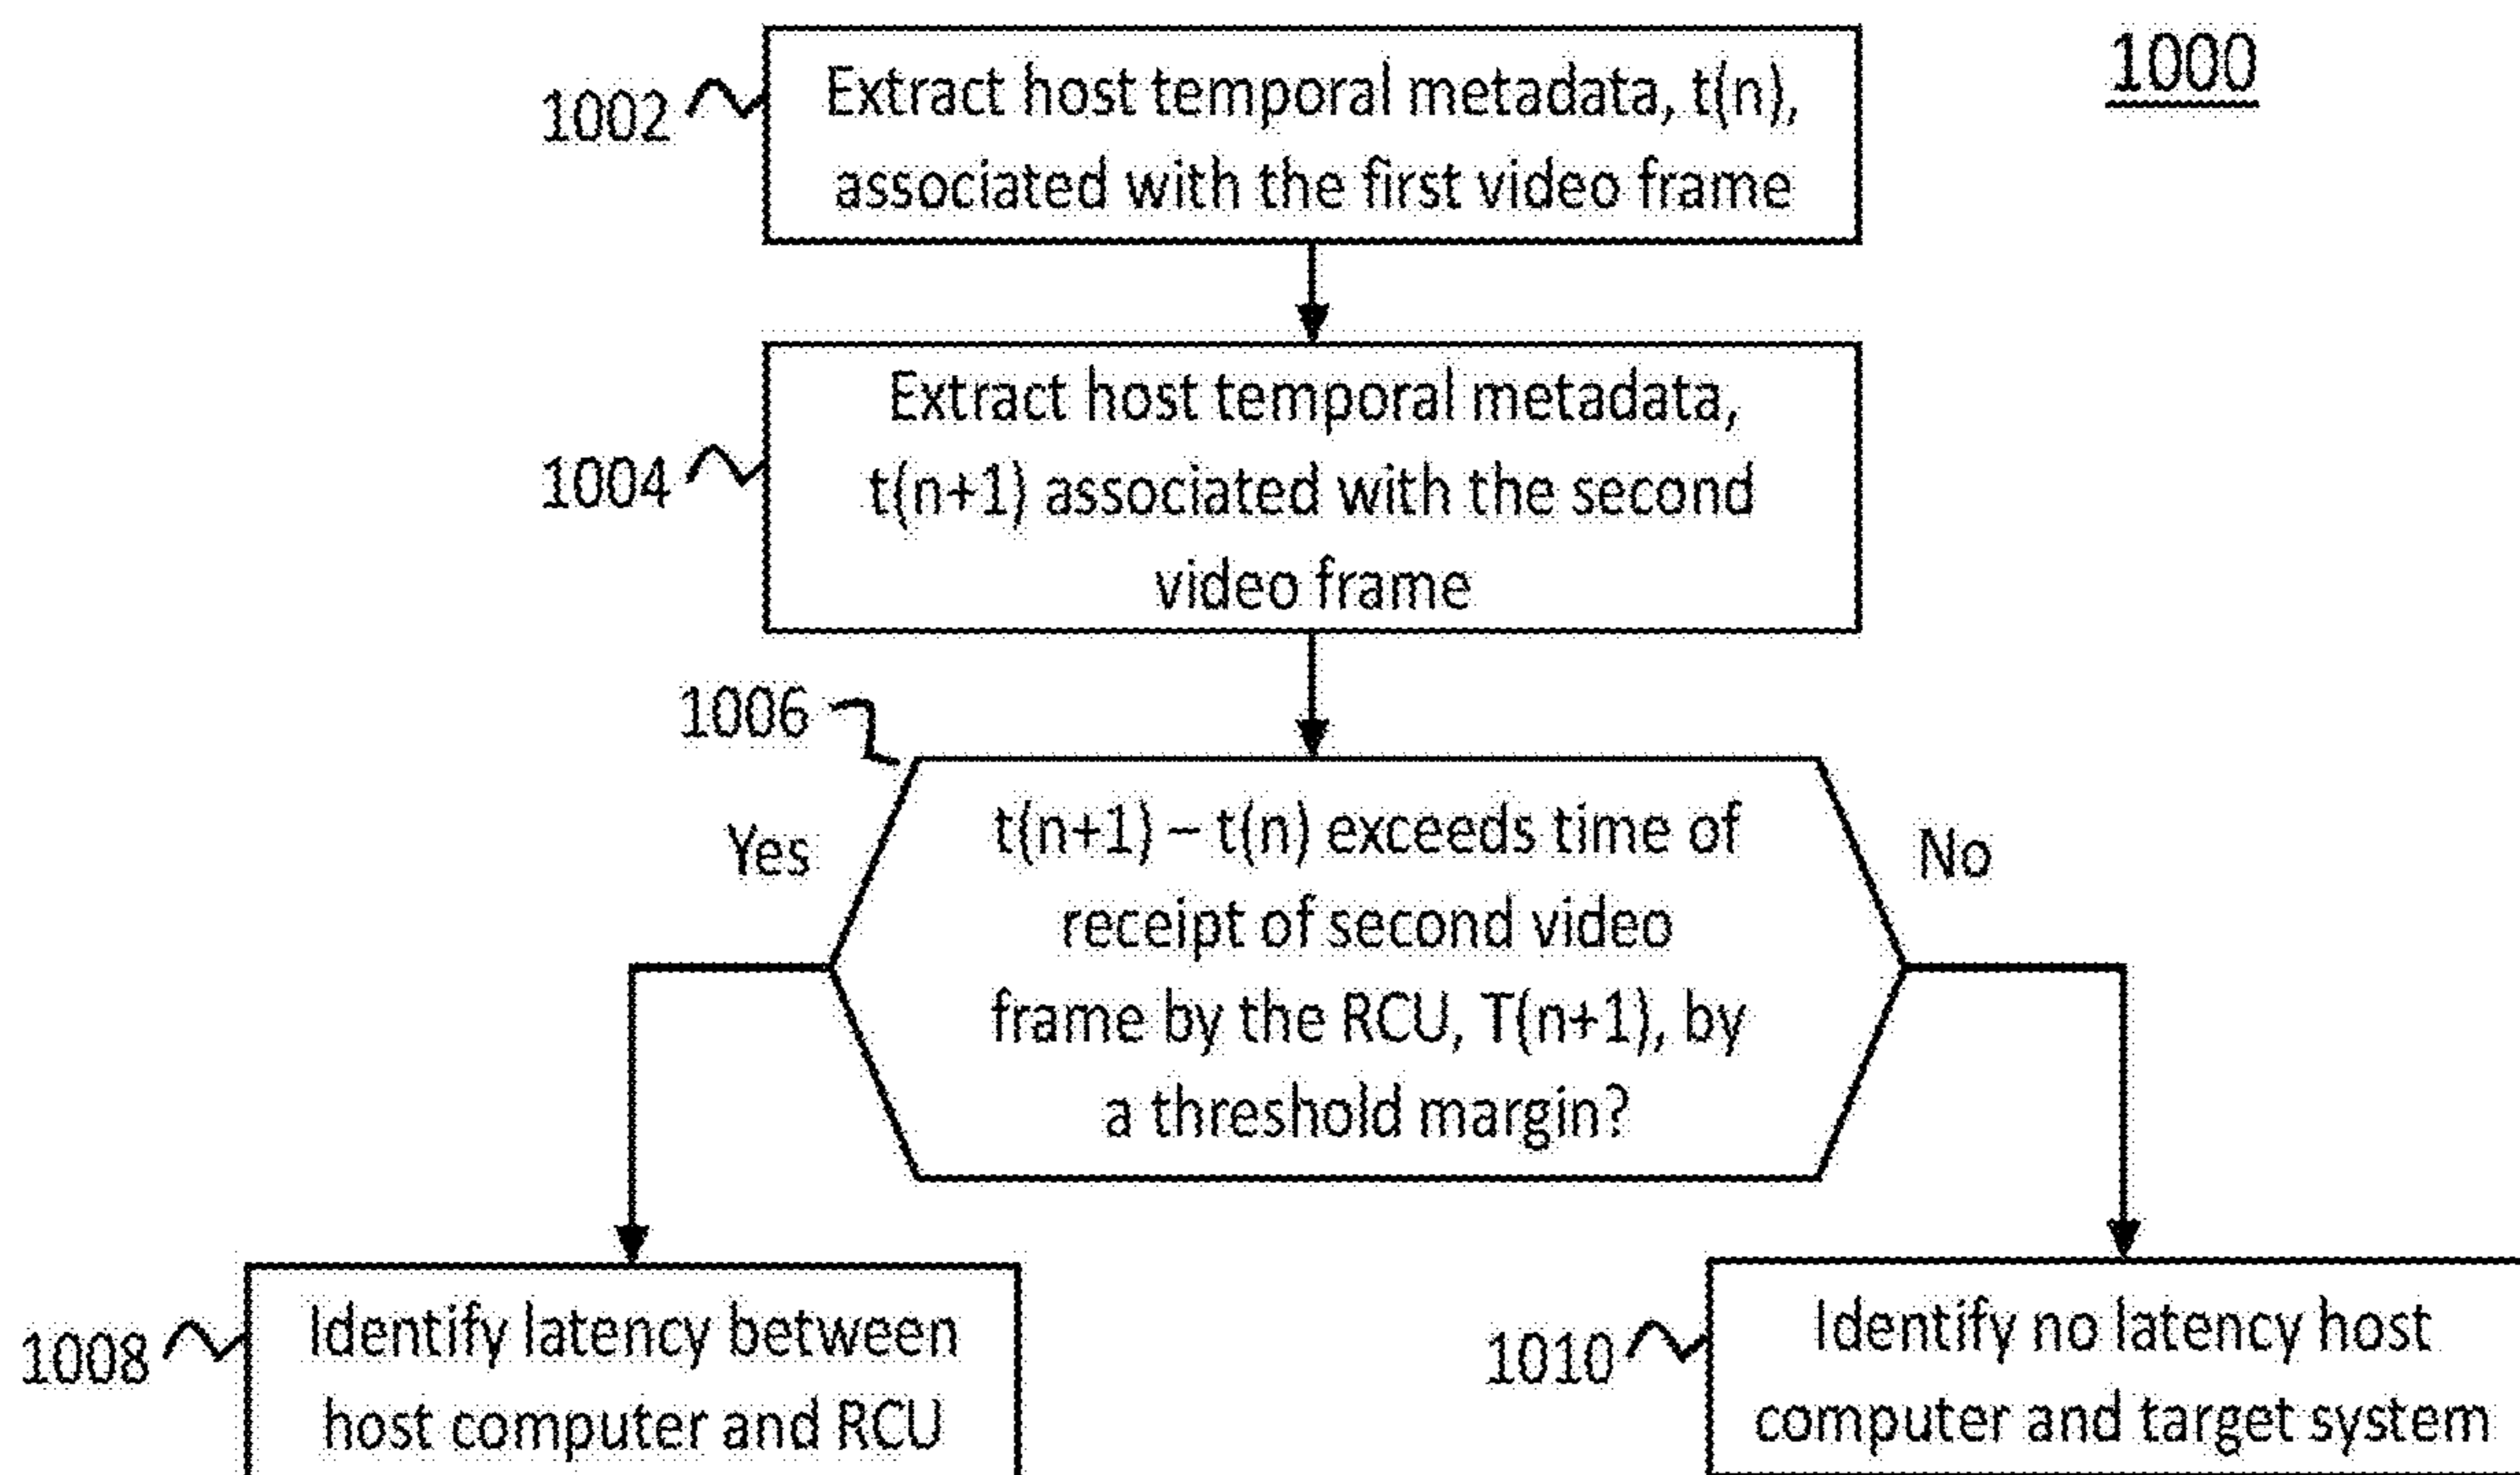 1000
1002
Extract host temporal metadata, t(n),
associated with the first video frame
1004
Extract host temporal metadata,
t(n+1) associated with the second
video frame
1006
Yes
t(n+1) – t(n) exceeds time of
receipt of second video
frame by the RCU, T(n+1), by
a threshold margin?
No
1008
Identify latency between
host computer and RCU
1010
Identify no latency host
computer and target system